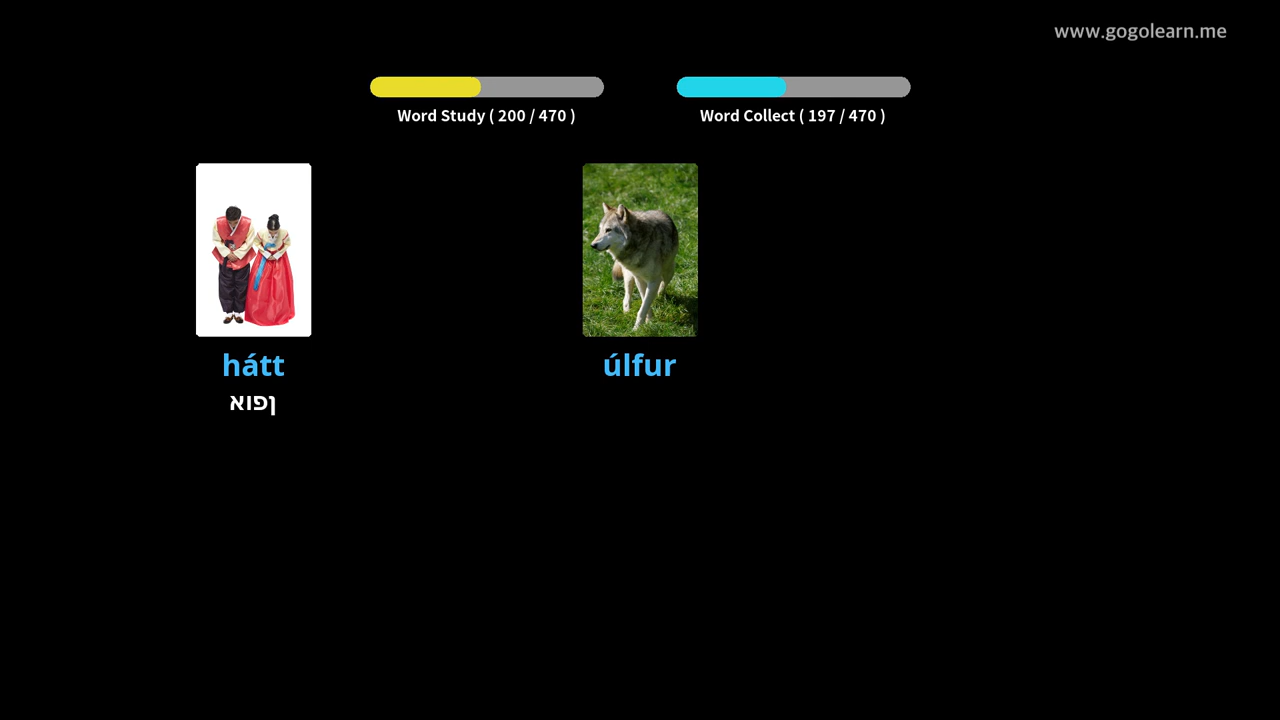 www.gogolearn.me
Word Study ( 200 / 470 )
Word Collect ( 197 / 470 )
hátt
úlfur
אופן